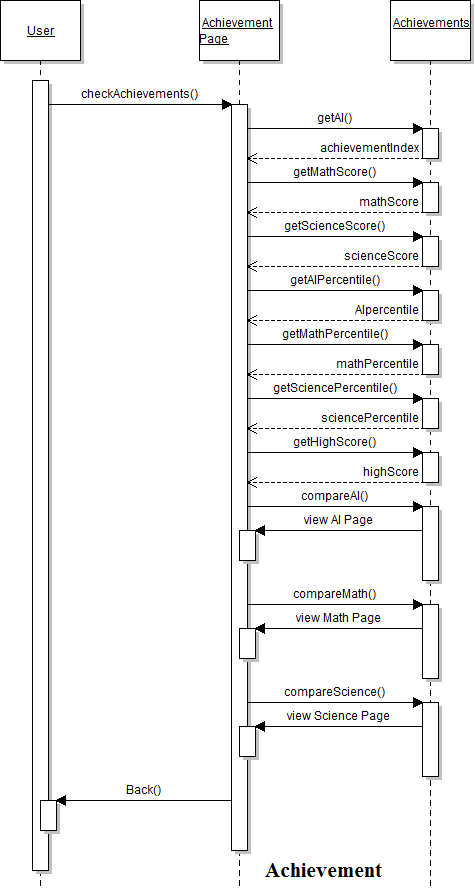 User
Achievement
Page
Achievements
checkAchievements()
getAI()
achievementIndex
getMathScore()
mathScore
getScienceScore()
scienceScore
getAIPercentile()
AIpercentile
getMathPercentile()
mathPercentile
getSciencePercentile()
sciencePercentile
getHighScore()
highScore
compareAI()
view AI Page
compareMath()
view Math Page
compareScience()
view Science Page
Back()
Achievement